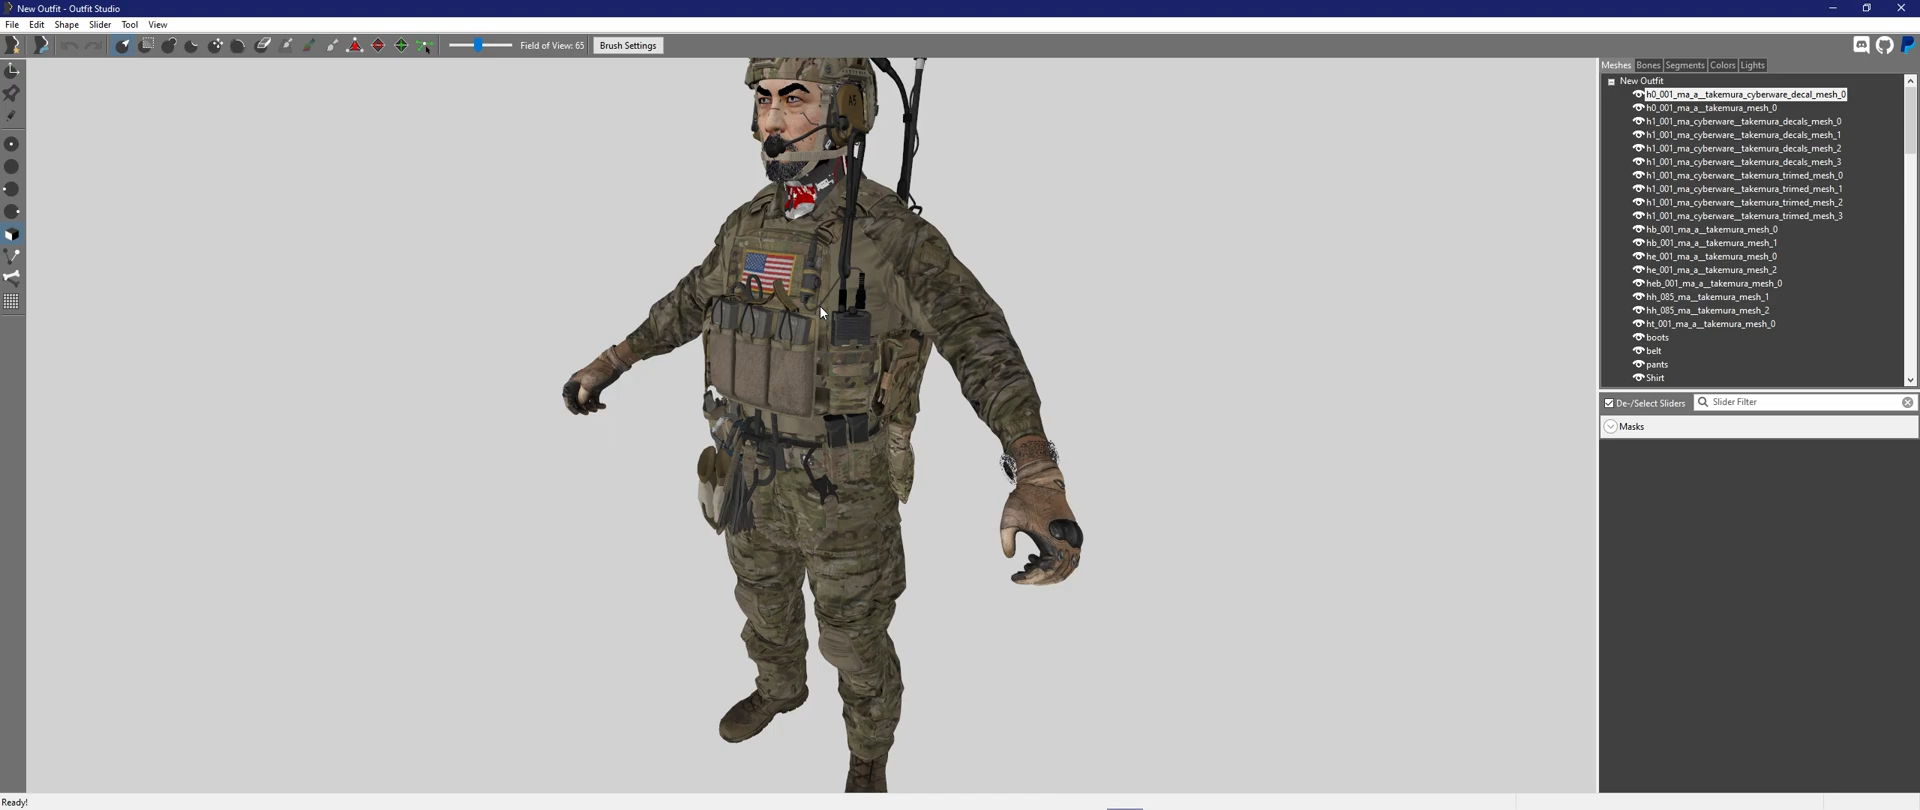 New Outfit - Outfit Studio
File Edit Shape Slider Tool View
Field of View: 65 Brush Settings
Meshes Bones Segments Colors Lights
New Outfit
h0_001_ma_a__takemura_cyberware_decal_mesh_0
h0_001_ma_a__takemura_mesh_0
h1_001_ma_cyberware__takemura_decals_mesh_0
h1_001_ma_cyberware__takemura_decals_mesh_1
h1_001_ma_cyberware__takemura_decals_mesh_2
h1_001_ma_cyberware__takemura_decals_mesh_3
h1_001_ma_cyberware__takemura_trimed_mesh_0
h1_001_ma_cyberware__takemura_trimed_mesh_1
h1_001_ma_cyberware__takemura_trimed_mesh_2
h1_001_ma_cyberware__takemura_trimed_mesh_3
hb_001_ma_a__takemura_mesh_0
hb_001_ma_a__takemura_mesh_1
he_001_ma_a__takemura_mesh_0
he_001_ma_a__takemura_mesh_2
heb_001_ma_a__takemura_mesh_0
hh_085_ma__takemura_mesh_1
hh_085_ma__takemura_mesh_2
ht_001_ma_a__takemura_mesh_0
boots
belt
pants
Shirt
De-/Select Sliders Slider Filter
Masks
A5
Ready!